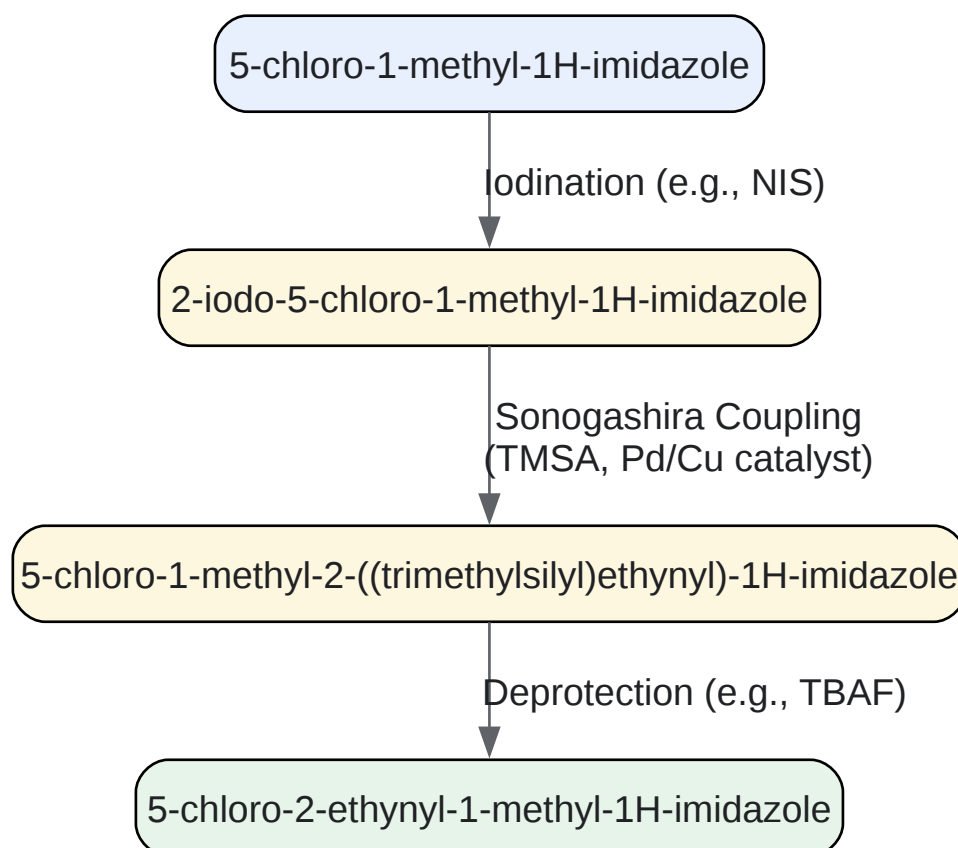 5-chloro-1-methyl-1H-imidazole
Iodination (e.g., NIS)
2-iodo-5-chloro-1-methyl-1H-imidazole
Sonogashira Coupling
(TMSA, Pd/Cu catalyst)
5-chloro-1-methyl-2-((trimethylsilyl)ethynyl)-1H-imidazole
Deprotection (e.g., TBAF)
5-chloro-2-ethynyl-1-methyl-1H-imidazole